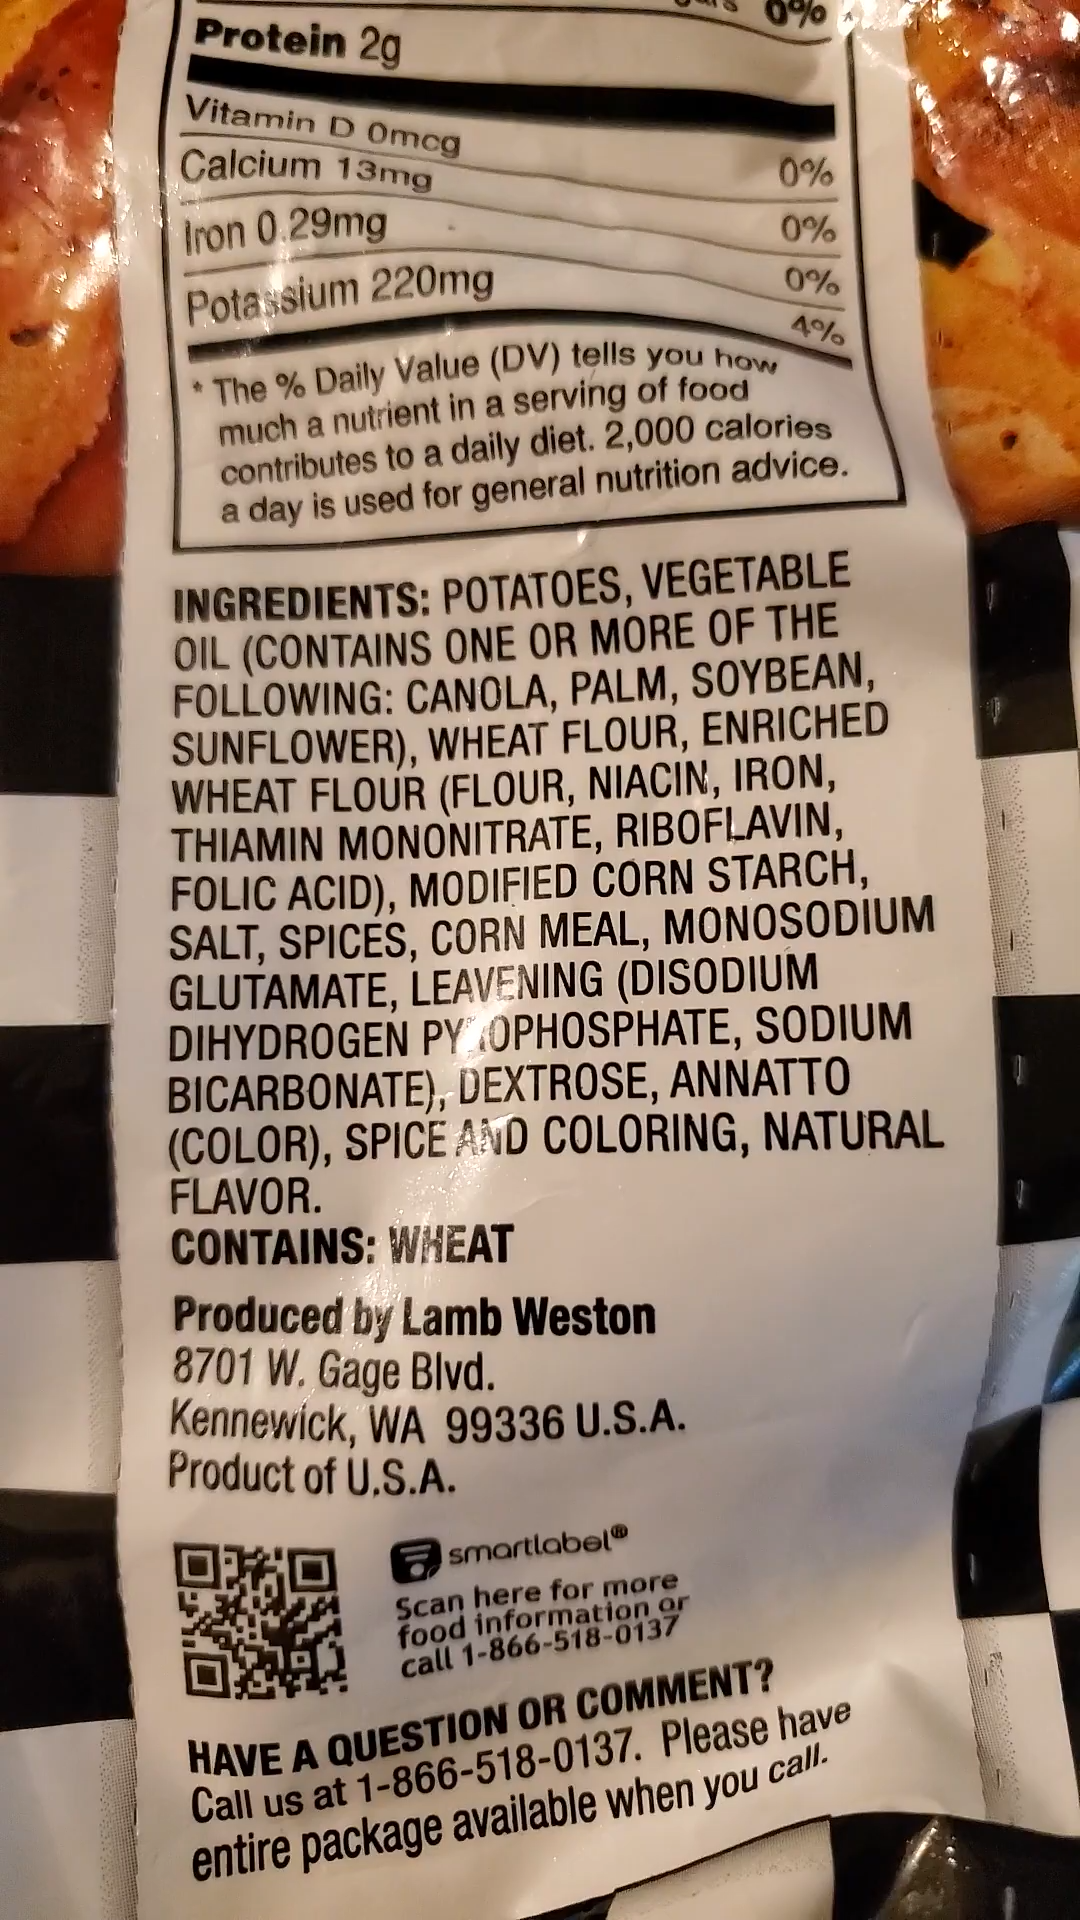 0%
Protein 2g
Vitamin D 0mcg 0%
Calcium 13mg 0%
Iron 0.29mg 0%
Potassium 220mg 4%
* The % Daily Value (DV) tells you how
much a nutrient in a serving of food
contributes to a daily diet. 2,000 calories
a day is used for general nutrition advice.
INGREDIENTS: POTATOES, VEGETABLE
OIL (CONTAINS ONE OR MORE OF THE
FOLLOWING: CANOLA, PALM, SOYBEAN,
SUNFLOWER), WHEAT FLOUR, ENRICHED
WHEAT FLOUR (FLOUR, NIACIN, IRON,
THIAMIN MONONITRATE, RIBOFLAVIN,
FOLIC ACID), MODIFIED CORN STARCH,
SALT, SPICES, CORN MEAL, MONOSODIUM
GLUTAMATE, LEAVENING (DISODIUM
DIHYDROGEN PYROPHOSPHATE, SODIUM
BICARBONATE), DEXTROSE, ANNATTO
(COLOR), SPICE AND COLORING, NATURAL
FLAVOR.
CONTAINS: WHEAT
Produced by Lamb Weston
8701 W. Gage Blvd.
Kennewick, WA 99336 U.S.A.
Product of U.S.A.
smartlabel®
Scan here for more
food information or
call 1-866-518-0137
HAVE A QUESTION OR COMMENT?
Call us at 1-866-518-0137. Please have
entire package available when you call.